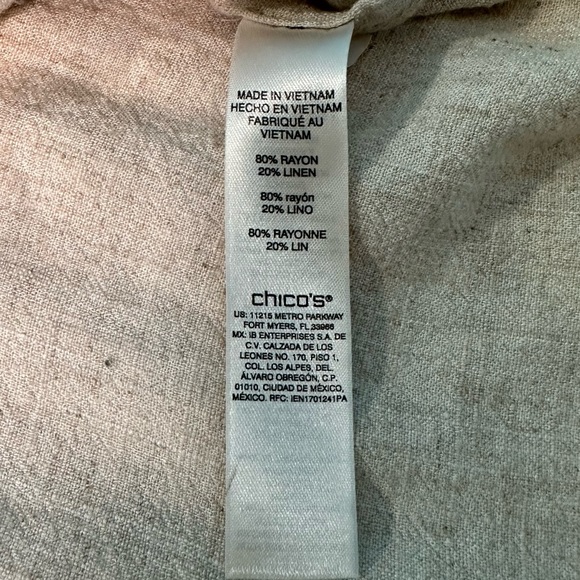 MADE IN VIETNAM
HECHO EN VIETNAM
FABRIQUÉ AU
VIETNAM
80% RAYON
20% LINEN
80% rayón
20% LINO
80% RAYONNE
20% LIN
chico's®
US: 11215 METRO PARKWAY
FORT MYERS, FL 33966
MX: IB ENTERPRISES S.A. DE
C.V. CALZADA DE LOS
LEONES NO. 170, PISO 1,
COL. LOS ALPES, DEL.
ÁLVARO OBREGÓN, C.P.
01010, CIUDAD DE MÉXICO,
MÉXICO. RFC: IEN1701241PA